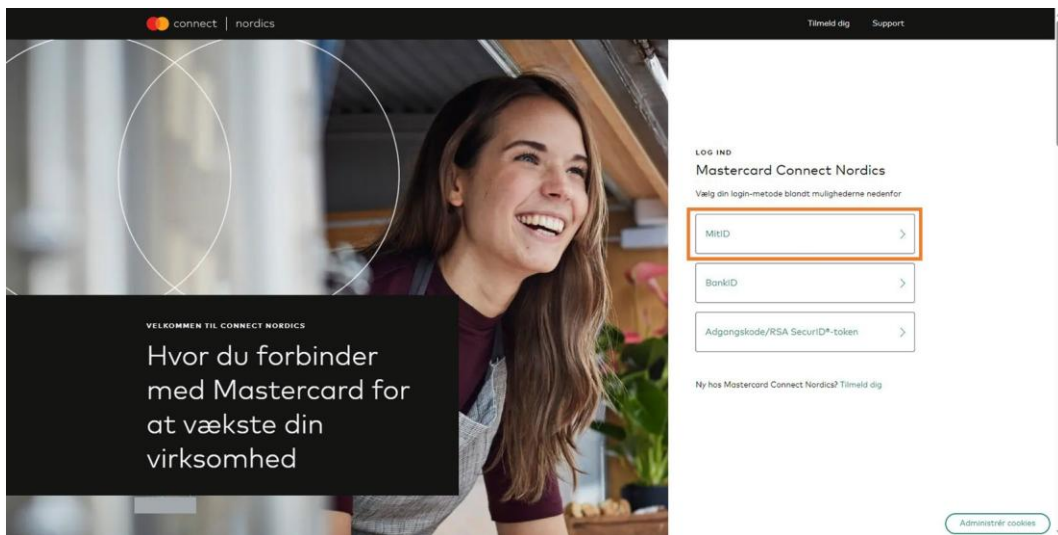 connect | nordics
Tilmeld dig
Support
LOG IND
Mastercard Connect Nordics
Vælg din login-metode blandt mulighederne nedenfor
MitID
BankID
Adgangskode/RSA SecurID®-token
Ny hos Mastercard Connect Nordics? Tilmeld dig
VELKOMMEN TIL CONNECT NORDICS
Hvor du forbinder
med Mastercard for
at vækste din
virksomhed
Administrér cookies